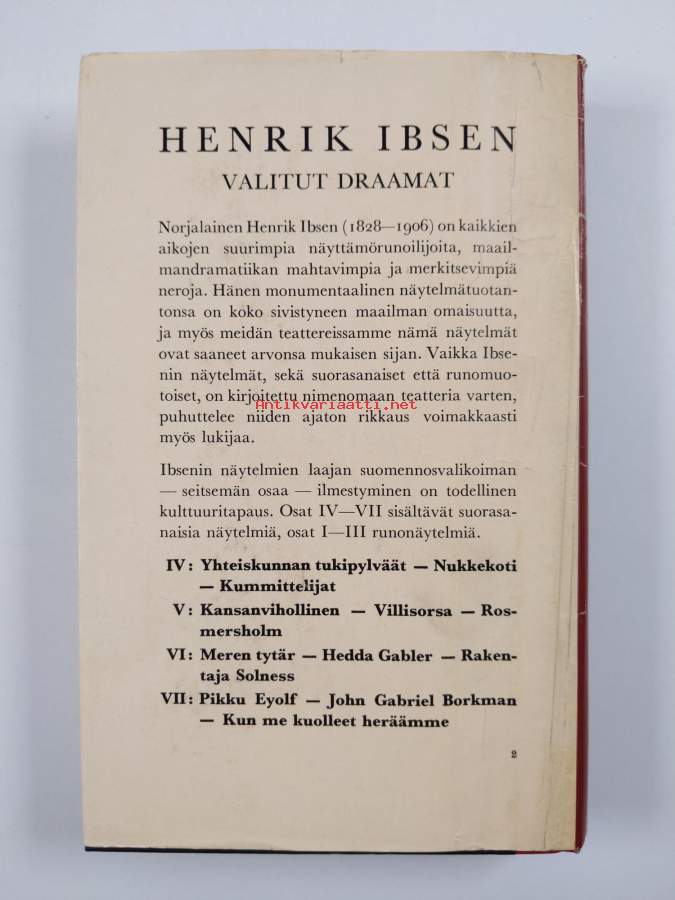 HENRIK IBSEN
VALITUT DRAAMAT
Norjalainen Henrik Ibsen (1828—1906) on kaikkien
aikojen suurimpia näyttämörunoilijoita, maail-
mandramatiikan mahtavimpia ja merkitsevimpiä
neroja. Hänen monumentaalinen näytelmätuotan-
tonsa on koko sivistyneen maailman omaisuutta,
ja myös meidän teattereissamme nämä näytelmät
ovat saaneet arvonsa mukaisen sijan. Vaikka Ibse-
nin näytelmät, sekä suorasanaiset että runomuo-
toiset, on kirjoitettu nimenomaan teatteria varten,
Antikvariaatti.net
puhuttelee niiden ajaton rikkaus voimakkaasti
myös lukijaa.
Ibsenin näytelmien laajan suomennosvalikoiman
— seitsemän osaa — ilmestyminen on todellinen
kulttuuritapaus. Osat IV—VII sisältävät suorasa-
naisia näytelmiä, osat I—III runonäytelmiä.
IV: Yhteiskunnan tukipylväät — Nukkekoti
— Kummittelijat
V: Kansanvihollinen — Villisorsa — Ros-
mersholm
VI: Meren tytär — Hedda Gabler — Raken-
taja Solness
VII: Pikku Eyolf — John Gabriel Borkman
— Kun me kuolleet heräämme
2